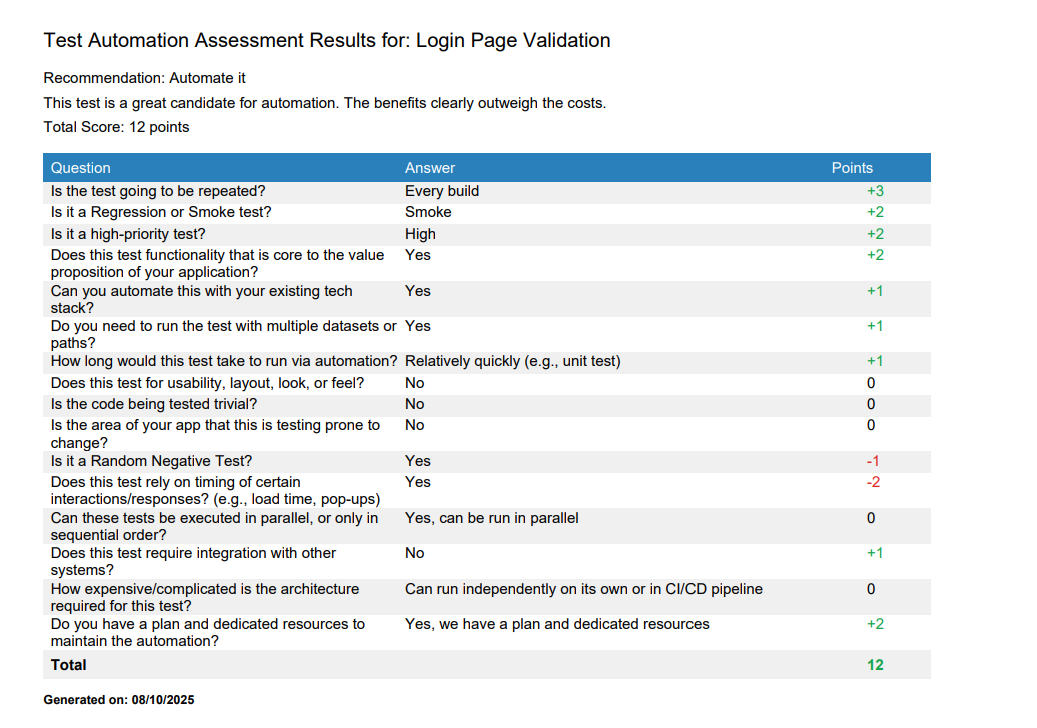 Test Automation Assessment Results for: Login Page Validation
Recommendation: Automate it
This test is a great candidate for automation. The benefits clearly outweigh the costs.
Total Score: 12 points
Question Answer Points
Is the test going to be repeated? Every build +3
Is it a Regression or Smoke test? Smoke +2
Is it a high-priority test? High +2
Does this test functionality that is core to the value Yes +2
proposition of your application?
Can you automate this with your existing tech Yes +1
stack?
Do you need to run the test with multiple datasets or Yes +1
paths?
How long would this test take to run via automation? Relatively quickly (e.g., unit test) +1
Does this test for usability, layout, look, or feel? No 0
Is the code being tested trivial? No 0
Is the area of your app that this is testing prone to No 0
change?
Is it a Random Negative Test? Yes -1
Does this test rely on timing of certain Yes -2
interactions/responses? (e.g., load time, pop-ups)
Can these tests be executed in parallel, or only in Yes, can be run in parallel 0
sequential order?
Does this test require integration with other No +1
systems?
How expensive/complicated is the architecture Can run independently on its own or in CI/CD pipeline 0
required for this test?
Do you have a plan and dedicated resources to Yes, we have a plan and dedicated resources +2
maintain the automation?
Total 12
Generated on: 08/10/2025